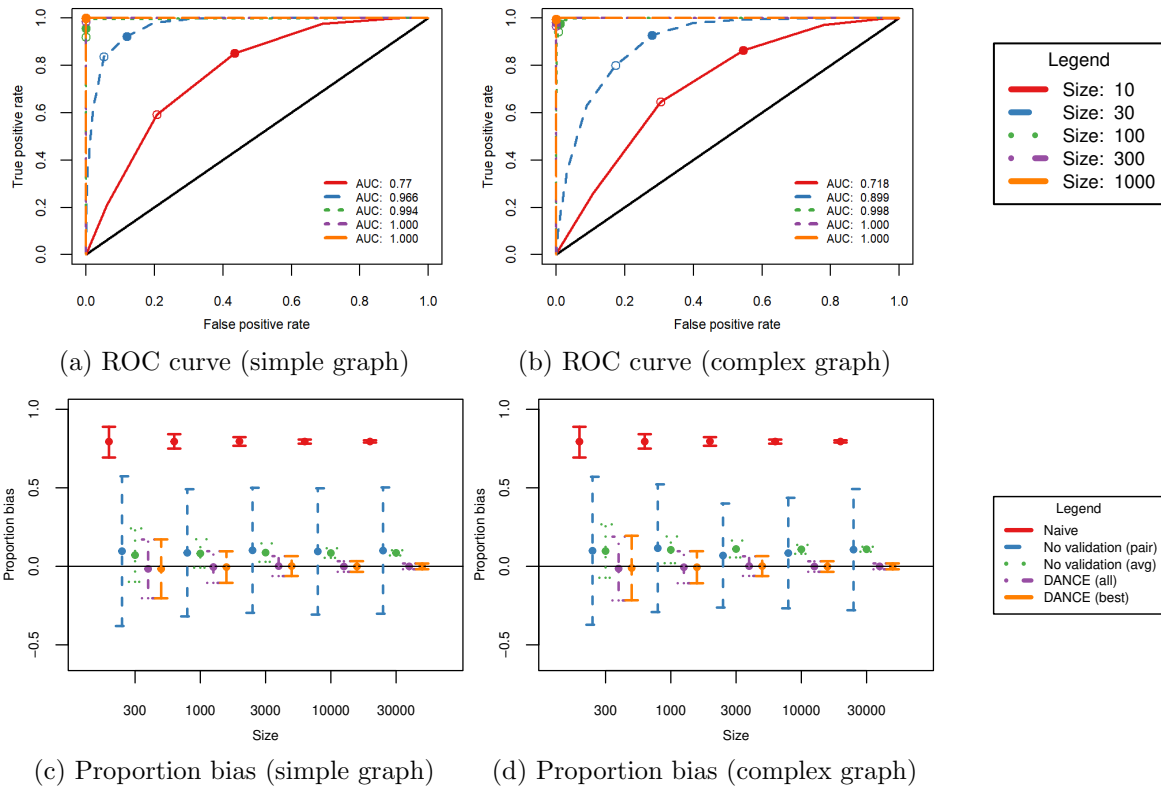 1.0
0.8
0.6
0.4
0.2
0.0
True positive rate
AUC: 0.77
AUC: 0.966
AUC: 0.994
AUC: 1.000
AUC: 1.000
0.0 0.2 0.4 0.6 0.8 1.0
False positive rate
(a) ROC curve (simple graph)
1.0
0.8
0.6
0.4
0.2
0.0
True positive rate
AUC: 0.718
AUC: 0.899
AUC: 0.998
AUC: 1.000
AUC: 1.000
0.0 0.2 0.4 0.6 0.8 1.0
False positive rate
(b) ROC curve (complex graph)
Legend
Size: 10
Size: 30
Size: 100
Size: 300
Size: 1000
1.0
0.5
0.0
−0.5
Proportion bias
300 1000 3000 10000 30000
Size
(c) Proportion bias (simple graph)
1.0
0.5
0.0
−0.5
Proportion bias
300 1000 3000 10000 30000
Size
(d) Proportion bias (complex graph)
Legend
Naive
No validation (pair)
No validation (avg)
DANCE (all)
DANCE (best)